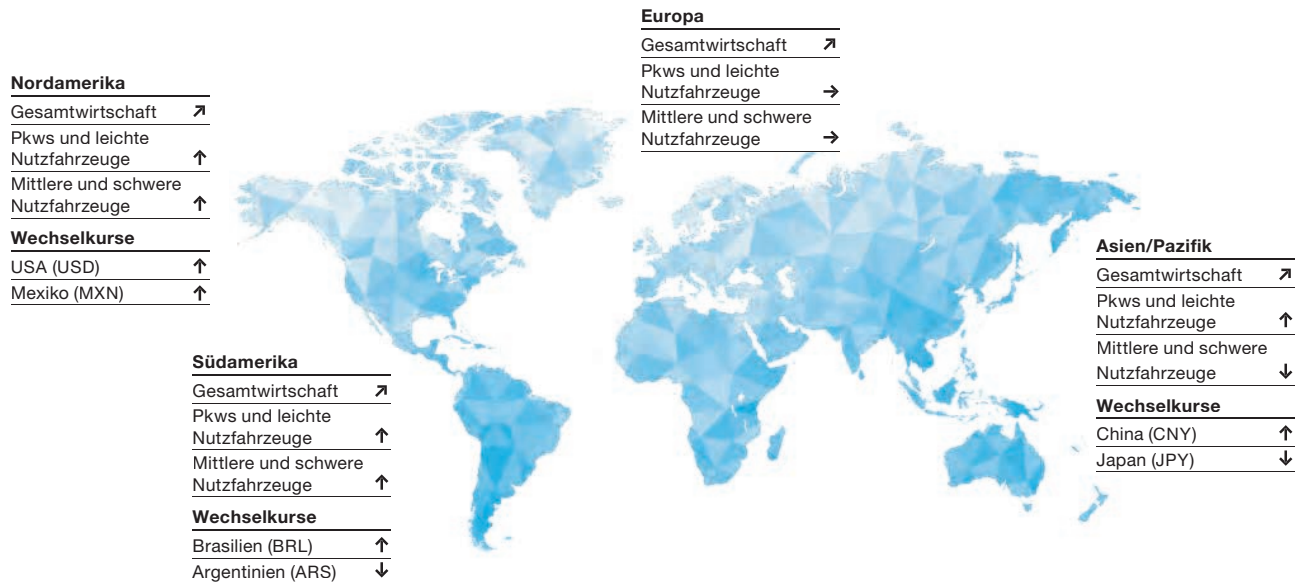 Europa
Gesamtwirtschaft ↗
Pkws und leichte
Nutzfahrzeuge →
Mittlere und schwere
Nutzfahrzeuge →
Nordamerika
Gesamtwirtschaft ↗
Pkws und leichte
Nutzfahrzeuge ↑
Mittlere und schwere
Nutzfahrzeuge ↑
Wechselkurse
USA (USD) ↑
Mexiko (MXN) ↑
Asien/Pazifik
Gesamtwirtschaft ↗
Pkws und leichte
Nutzfahrzeuge ↑
Mittlere und schwere
Nutzfahrzeuge ↓
Wechselkurse
China (CNY) ↑
Japan (JPY) ↓
Südamerika
Gesamtwirtschaft ↗
Pkws und leichte
Nutzfahrzeuge ↑
Mittlere und schwere
Nutzfahrzeuge ↑
Wechselkurse
Brasilien (BRL) ↑
Argentinien (ARS) ↓